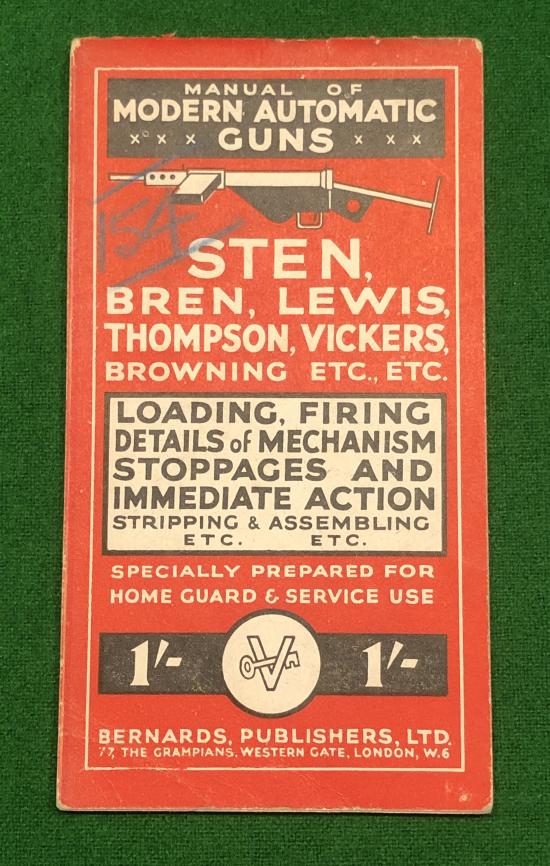 MANUAL OF
MODERN AUTOMATIC
x x x GUNS x x x
154
STEN,
BREN, LEWIS,
THOMPSON, VICKERS,
BROWNING ETC., ETC.
LOADING, FIRING
DETAILS of MECHANISM
STOPPAGES AND
IMMEDIATE ACTION
STRIPPING & ASSEMBLING
ETC. ETC.
SPECIALLY PREPARED FOR
HOME GUARD & SERVICE USE
1/- V 1/-
BERNARDS, PUBLISHERS, LTD.
77, THE GRAMPIANS, WESTERN GATE, LONDON, W.6